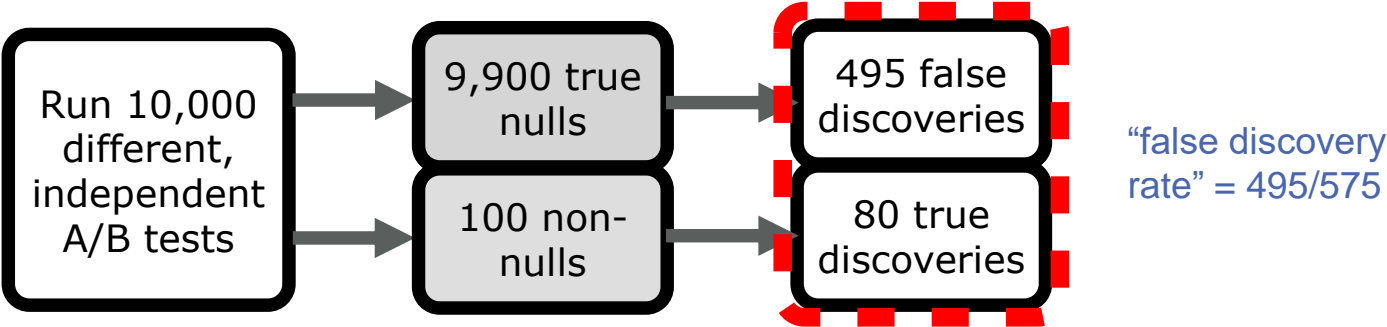 Run 10,000
different,
independent
A/B tests
9,900 true
nulls
100 non-
nulls
495 false
discoveries
80 true
discoveries
“false discovery
rate” = 495/575